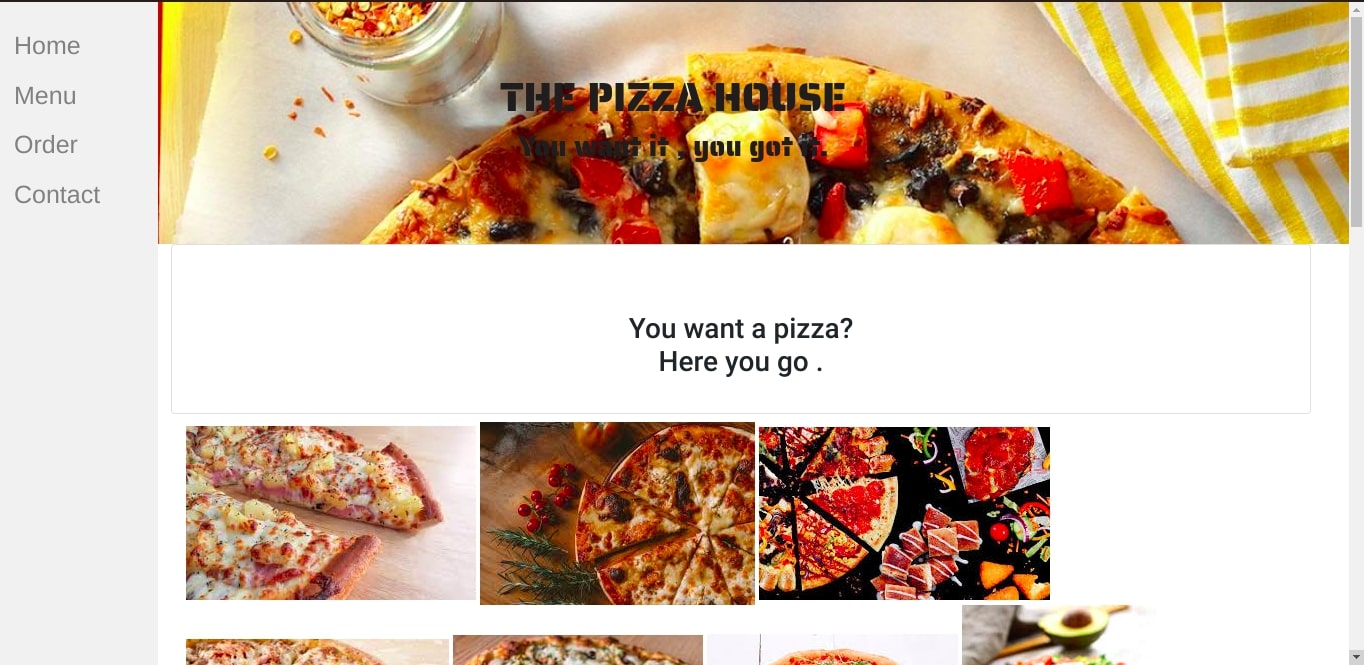 Home
Menu
Order
Contact
THE PIZZA HOUSE
You want it , you got it.
You want a pizza?
Here you go .